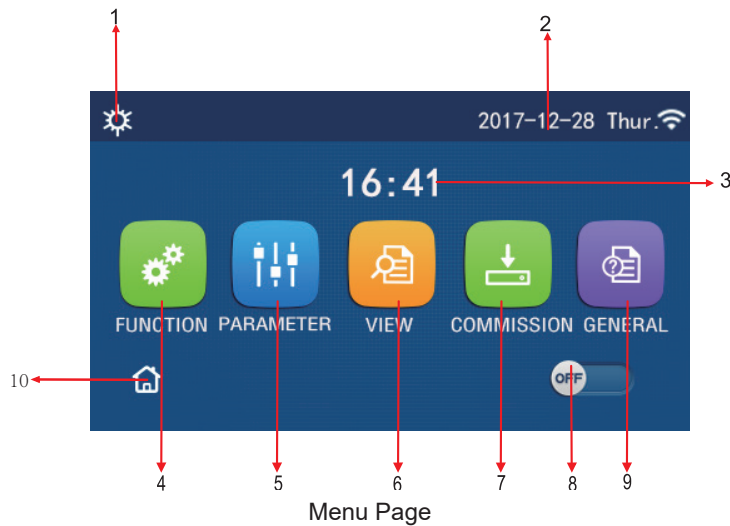 1
2
2017-12-28 Thur.
16:41
3
FUNCTION PARAMETER VIEW COMMISSION GENERAL
10
OFF
4 5 6 7 8 9
Menu Page